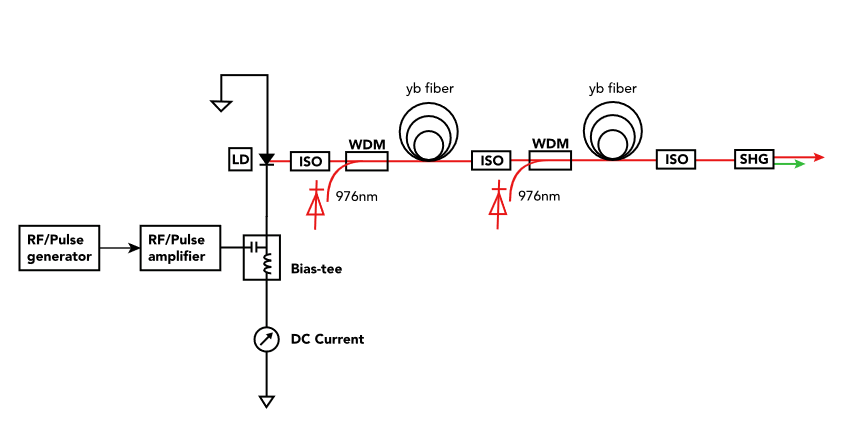 yb fiber
yb fiber
LD
ISO
WDM
ISO
WDM
ISO
SHG
976nm
976nm
RF/Pulse
generator
RF/Pulse
amplifier
Bias-tee
DC Current